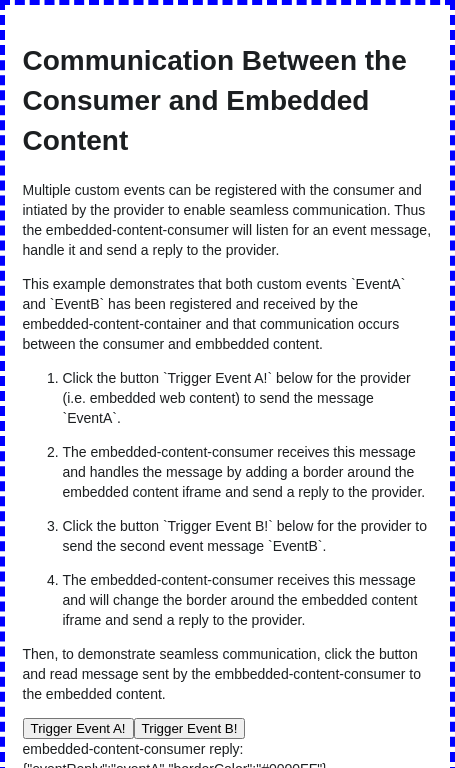 Communication Between the
Consumer and Embedded
Content
Multiple custom events can be registered with the consumer and
intiated by the provider to enable seamless communication. Thus
the embedded-content-consumer will listen for an event message,
handle it and send a reply to the provider.
This example demonstrates that both custom events `EventA`
and `EventB` has been registered and received by the
embedded-content-container and that communication occurs
between the consumer and embbedded content.
1. Click the button `Trigger Event A!` below for the provider
(i.e. embedded web content) to send the message
`EventA`.
2. The embedded-content-consumer receives this message
and handles the message by adding a border around the
embedded content iframe and send a reply to the provider.
3. Click the button `Trigger Event B!` below for the provider to
send the second event message `EventB`.
4. The embedded-content-consumer receives this message
and will change the border around the embedded content
iframe and send a reply to the provider.
Then, to demonstrate seamless communication, click the button
and read message sent by the embbedded-content-consumer to
the embedded content.
Trigger Event A! Trigger Event B!
embedded-content-consumer reply:
{"eventReply":"eventA","borderColor":"#0000FF"}